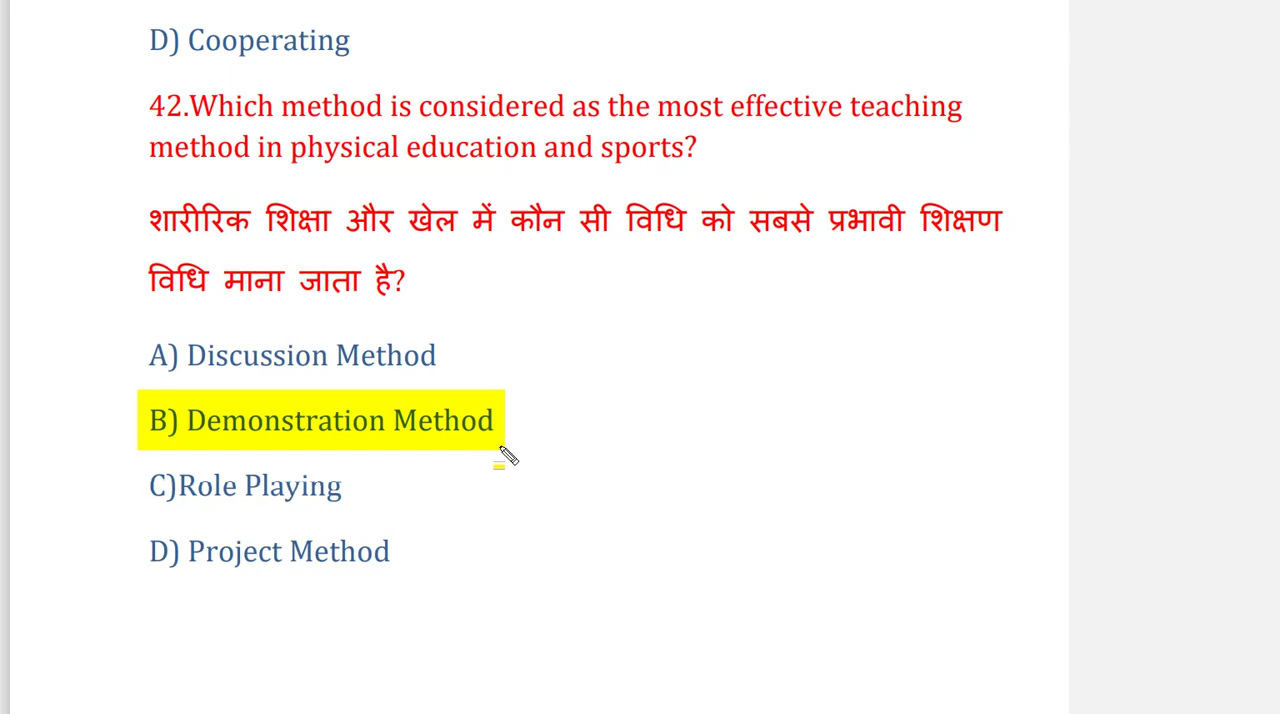 D) Cooperating
42.Which method is considered as the most effective teaching
method in physical education and sports?
शारीरिक शिक्षा और खेल में कौन सी विधि को सबसे प्रभावी शिक्षण
विधि माना जाता है?
A) Discussion Method
B) Demonstration Method
C)Role Playing
D) Project Method